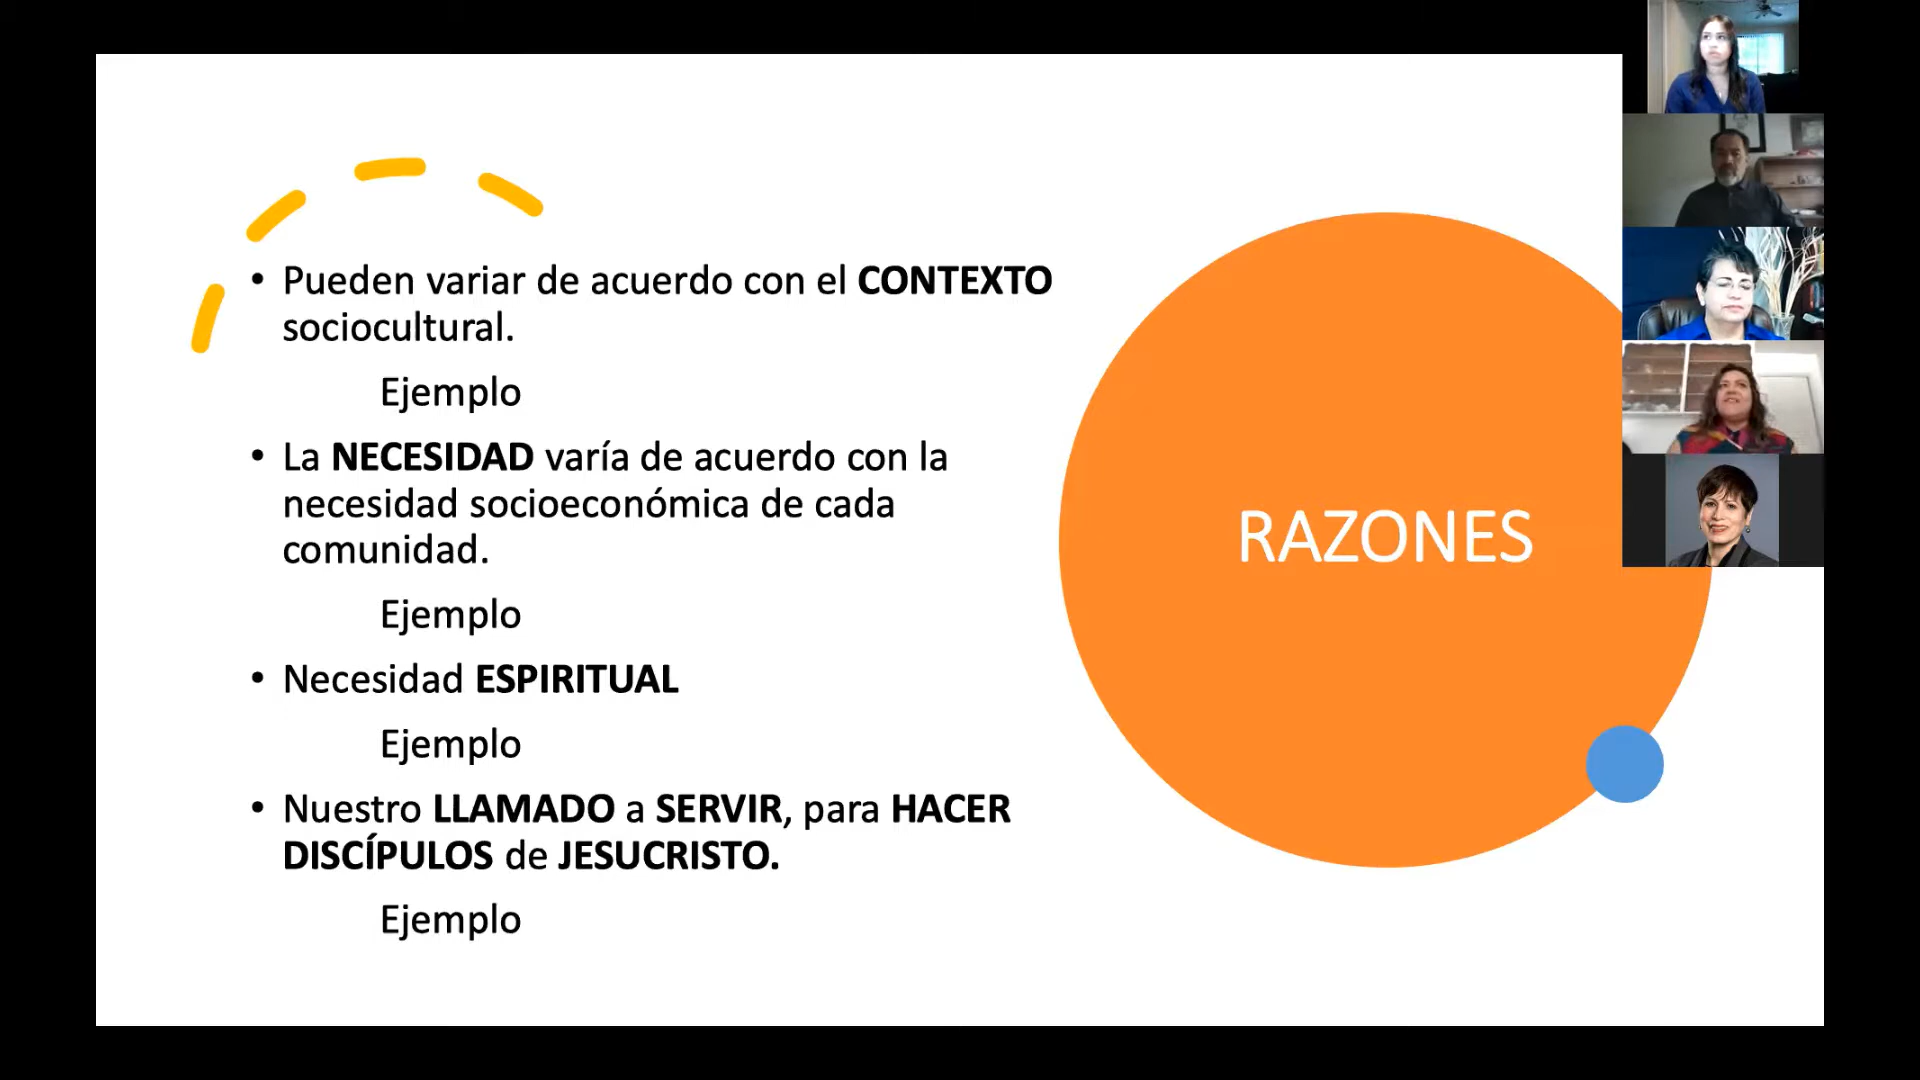 • Pueden variar de acuerdo con el CONTEXTO
sociocultural.
Ejemplo
• La NECESIDAD varía de acuerdo con la
necesidad socioeconómica de cada
comunidad.
Ejemplo
• Necesidad ESPIRITUAL
Ejemplo
• Nuestro LLAMADO a SERVIR, para HACER
DISCÍPULOS de JESUCRISTO.
Ejemplo
RAZONES